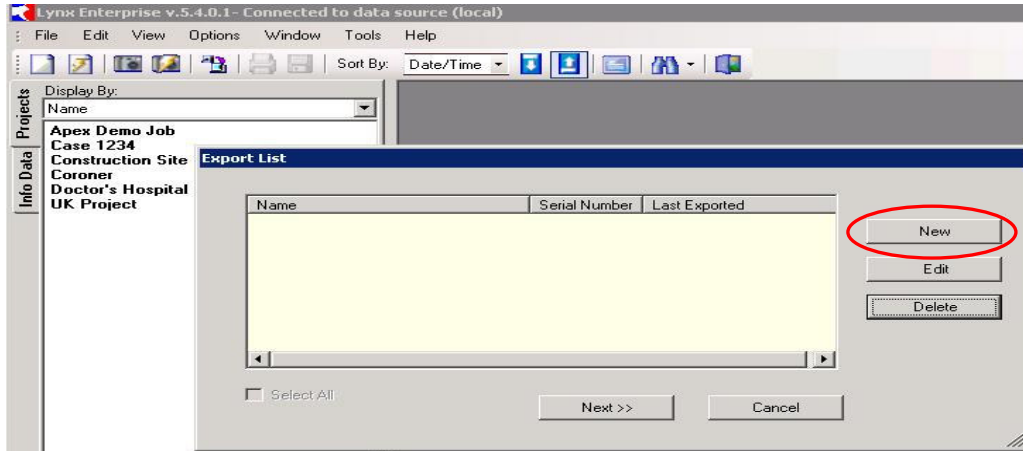 Lynx Enterprise v.5.4.0.1- Connected to data source (local)
File Edit View Options Window Tools Help
Sort By: Date/Time
Projects
Info Data
Display By:
Name
Apex Demo Job
Case 1234
Construction Site
Coroner
Doctor's Hospital
UK Project
Export List
Name Serial Number Last Exported
New
Edit
Delete
Select All
Next >> Cancel